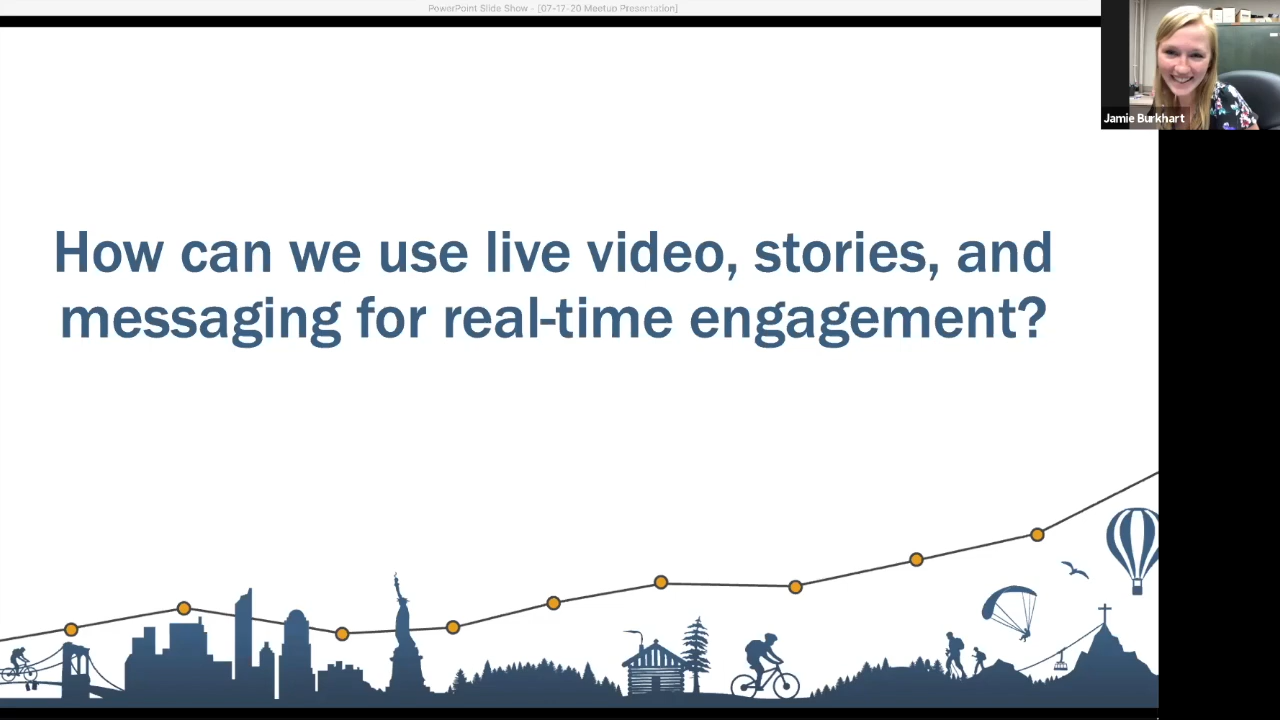 PowerPoint Slide Show - [07-17-20 Meetup Presentation]
Jamie Burkhart
How can we use live video, stories, and
messaging for real-time engagement?